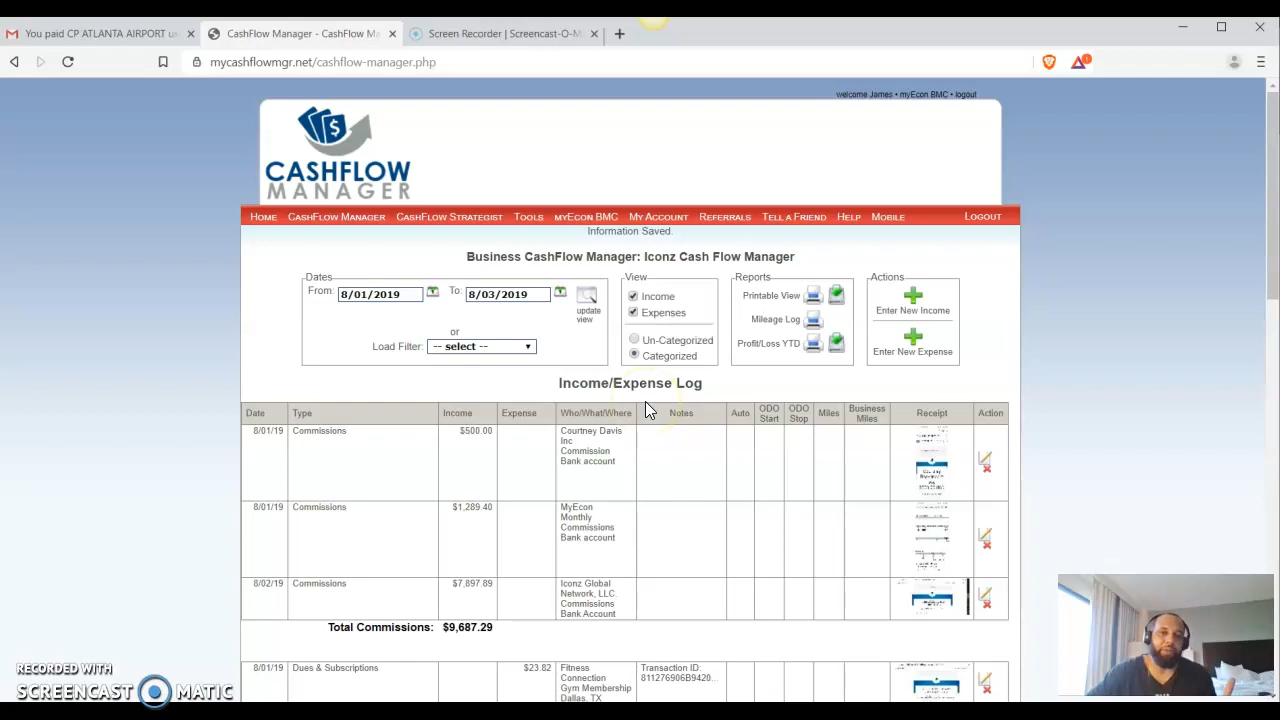 You paid CP ATLANTA AIRPORT u
CashFlow Manager - CashFlow Ma
Screen Recorder | Screencast-O-M
mycashflowmgr.net/cashflow-manager.php
welcome James • myEcon BMC • logout
CASHFLOW
MANAGER
Home CashFlow Manager CashFlow Strategist Tools myEcon BMC My Account Referrals Tell a Friend Help Mobile Logout
Information Saved.
Business CashFlow Manager: Iconz Cash Flow Manager
Dates View Reports Actions
From: 8/01/2019 To: 8/03/2019
update
view
or
Load Filter: -- select --
Income
Expenses
Un-Categorized
Categorized
Printable View
Mileage Log
Profit/Loss YTD
Enter New Income
Enter New Expense
Income/Expense Log
Date Type Income Expense Who/What/Where Notes Auto ODO Start ODO Stop Miles Business Miles Receipt Action
8/01/19 Commissions $500.00 Courtney Davis
Inc
Commission
Bank account
8/01/19 Commissions $1,289.40 MyEcon
Monthly
Commissions
Bank account
8/02/19 Commissions $7,897.89 Iconz Global
Network, LLC.
Commissions
Bank Account
Total Commissions: $9,687.29
8/01/19 Dues & Subscriptions $23.82 Fitness Transaction ID:
Connection 811276906B9420...
Gym Membership
Dallas, TX
RECORDED WITH
SCREENCAST MATIC